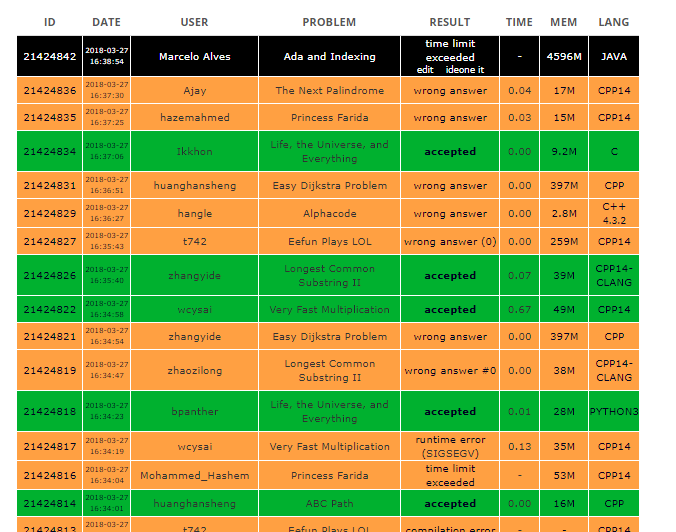 ID DATE USER PROBLEM RESULT TIME MEM LANG
21424842 2018-03-27 16:38:54 Marcelo Alves Ada and Indexing time limit exceeded edit ideone it - 4596M JAVA
21424836 2018-03-27 16:37:30 Ajay The Next Palindrome wrong answer 0.04 17M CPP14
21424835 2018-03-27 16:37:25 hazemahmed Princess Farida wrong answer 0.03 15M CPP14
21424834 2018-03-27 16:37:06 Ikkhon Life, the Universe, and Everything accepted 0.00 9.2M C
21424831 2018-03-27 16:36:51 huanghansheng Easy Dijkstra Problem wrong answer 0.00 397M CPP
21424829 2018-03-27 16:36:27 hangle Alphacode wrong answer 0.00 2.8M C++ 4.3.2
21424827 2018-03-27 16:35:43 t742 Eefun Plays LOL wrong answer (0) 0.00 259M CPP14
21424826 2018-03-27 16:35:40 zhangyide Longest Common Substring II accepted 0.07 39M CPP14-CLANG
21424822 2018-03-27 16:34:58 wcysai Very Fast Multiplication accepted 0.67 49M CPP14
21424821 2018-03-27 16:34:54 zhangyide Easy Dijkstra Problem wrong answer 0.00 397M CPP
21424819 2018-03-27 16:34:47 zhaozilong Longest Common Substring II wrong answer #0 0.00 38M CPP14-CLANG
21424818 2018-03-27 16:34:23 bpanther Life, the Universe, and Everything accepted 0.01 28M PYTHON3
21424817 2018-03-27 16:34:19 wcysai Very Fast Multiplication runtime error (SIGSEGV) 0.13 35M CPP14
21424816 2018-03-27 16:34:04 Mohammed_Hashem Princess Farida time limit exceeded - 53M CPP14
21424814 2018-03-27 16:34:01 huanghansheng ABC Path accepted 0.00 16M CPP
21424813 2018-03-27 t742 Eefun Plays LOL compilation error - - CPP14